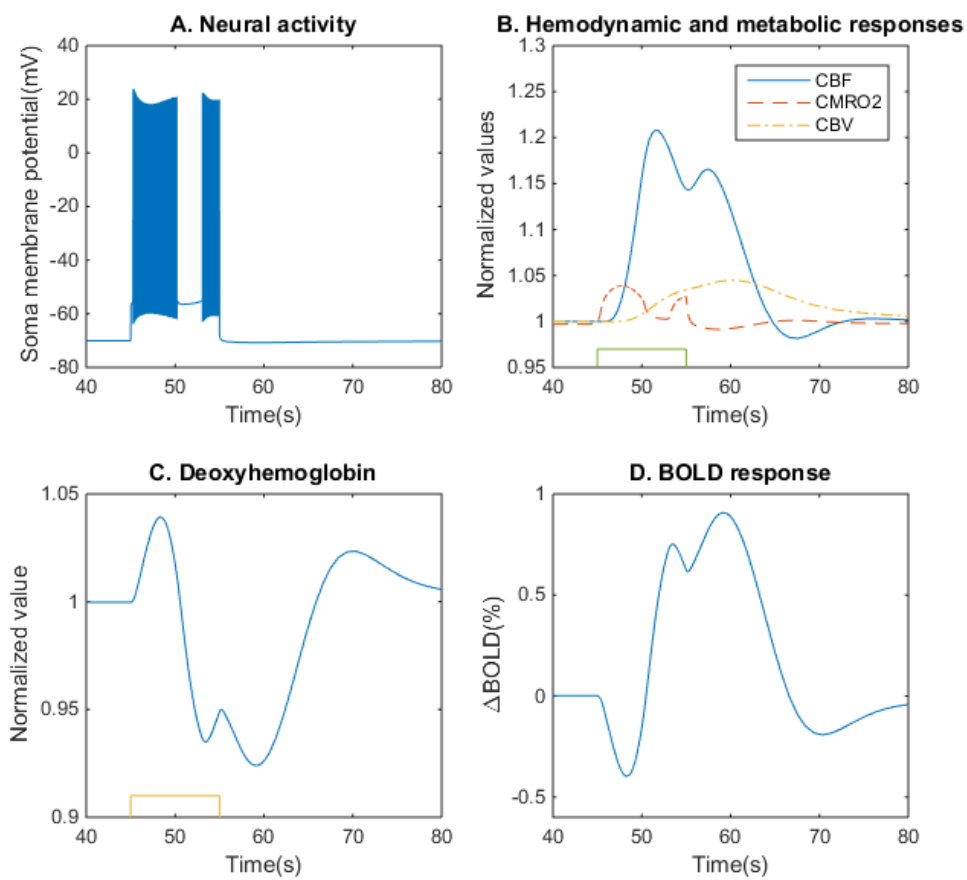 A. Neural activity
Soma membrane potential(mV)
40
20
0
-20
-40
-60
-80
40 50 60 70 80
Time(s)
B. Hemodynamic and metabolic responses
Normalized values
1.3
1.25
1.2
1.15
1.1
1.05
1
0.95
CBF
CMRO2
CBV
40 50 60 70 80
Time(s)
C. Deoxyhemoglobin
Normalized value
1.05
1
0.95
0.9
40 50 60 70 80
Time(s)
D. BOLD response
ΔBOLD(%)
1
0.5
0
-0.5
40 50 60 70 80
Time(s)